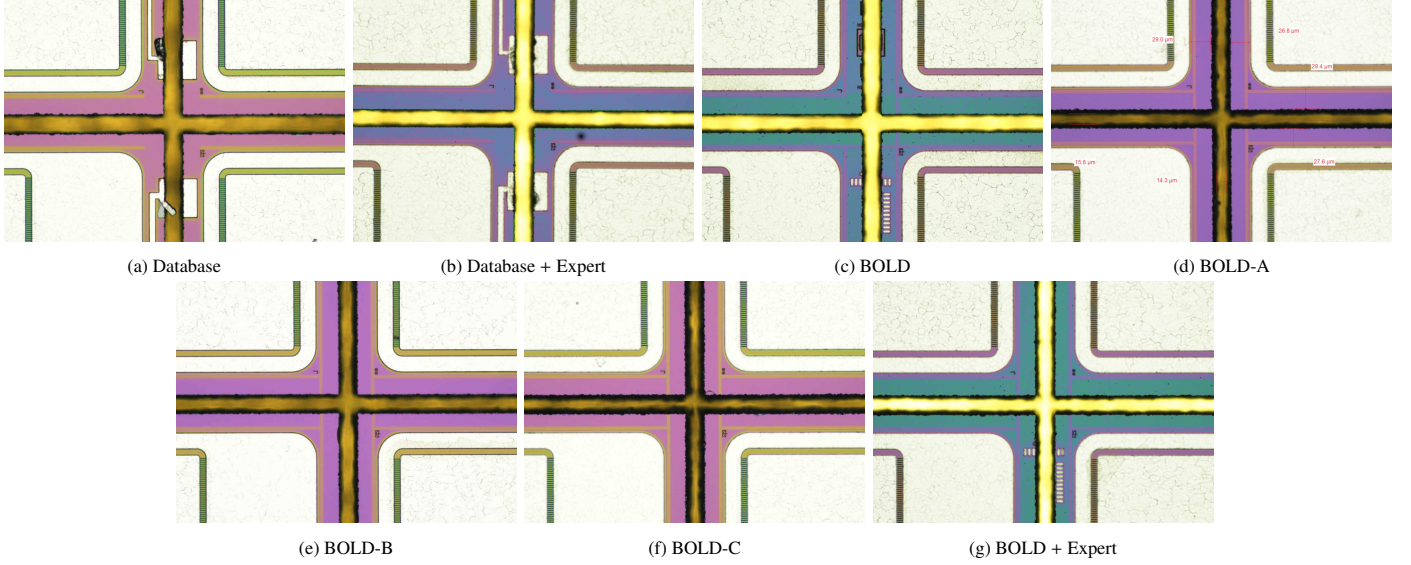 29.0 µm
28.8 µm
29.4 µm
15.8 µm
14.3 µm
27.6 µm
(a) Database
(b) Database + Expert
(c) BOLD
(d) BOLD-A
(e) BOLD-B
(f) BOLD-C
(g) BOLD + Expert